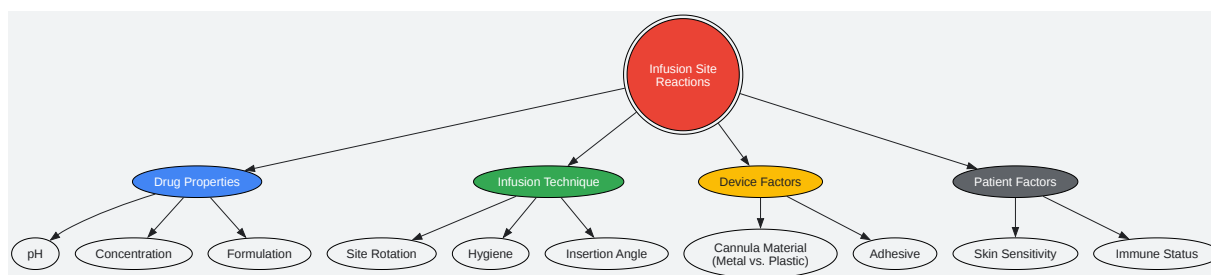 Infusion Site
Reactions
Drug Properties
Infusion Technique
Device Factors
Patient Factors
pH
Concentration
Formulation
Site Rotation
Hygiene
Insertion Angle
Cannula Material
(Metal vs. Plastic)
Adhesive
Skin Sensitivity
Immune Status